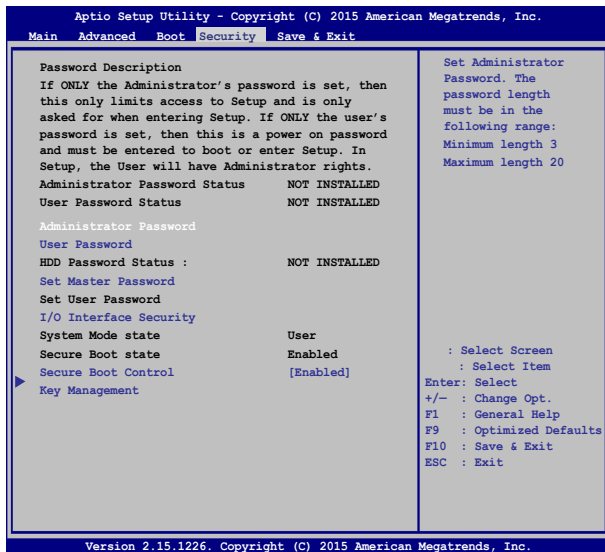 Aptio Setup Utility - Copyright (C) 2015 American Megatrends, Inc.
Main Advanced Boot Security Save & Exit
Password Description
If ONLY the Administrator's password is set, then
this only limits access to Setup and is only
asked for when entering Setup. If ONLY the user's
password is set, then this is a power on password
and must be entered to boot or enter Setup. In
Setup, the User will have Administrator rights.
Administrator Password Status NOT INSTALLED
User Password Status NOT INSTALLED
Administrator Password
User Password
HDD Password Status : NOT INSTALLED
Set Master Password
Set User Password
I/O Interface Security
System Mode state User
Secure Boot state Enabled
Secure Boot Control [Enabled]
Key Management
Set Administrator
Password. The
password length
must be in the
following range:
Minimum length 3
Maximum length 20
: Select Screen
: Select Item
Enter: Select
+/— : Change Opt.
F1 : General Help
F9 : Optimized Defaults
F10 : Save & Exit
ESC : Exit
Version 2.15.1226. Copyright (C) 2015 American Megatrends, Inc.